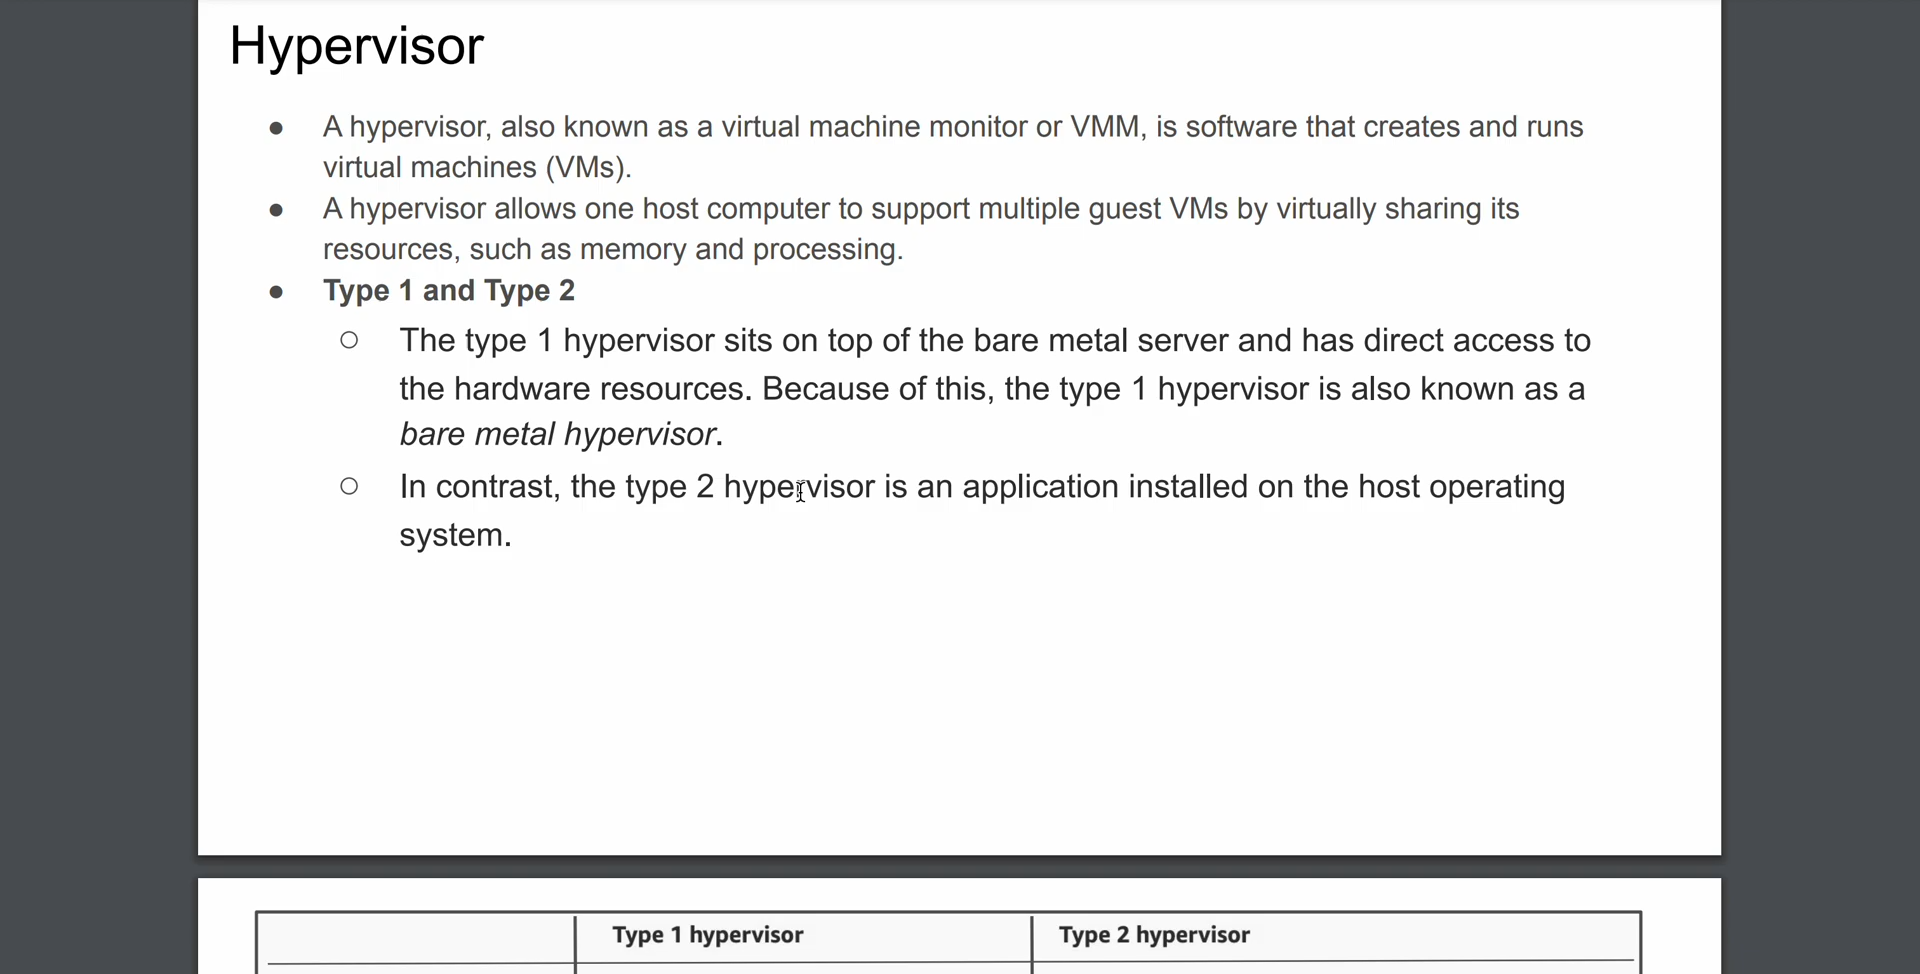 Hypervisor
● A hypervisor, also known as a virtual machine monitor or VMM, is software that creates and runs
virtual machines (VMs).
● A hypervisor allows one host computer to support multiple guest VMs by virtually sharing its
resources, such as memory and processing.
● Type 1 and Type 2
○ The type 1 hypervisor sits on top of the bare metal server and has direct access to
the hardware resources. Because of this, the type 1 hypervisor is also known as a
bare metal hypervisor.
○ In contrast, the type 2 hypervisor is an application installed on the host operating
system.
Type 1 hypervisor Type 2 hypervisor